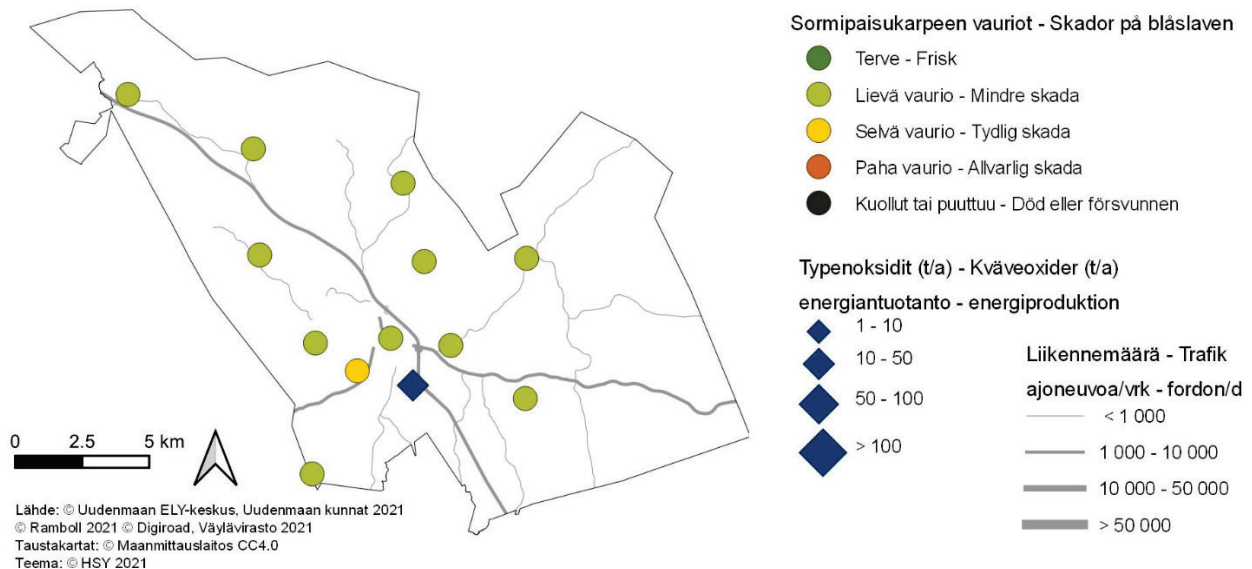 Sormipaisukarpeen vauriot - Skador på blåslaven
Terve - Frisk
Lievä vaurio - Mindre skada
Selvä vaurio - Tydlig skada
Paha vaurio - Allvarlig skada
Kuollut tai puuttuu - Död eller försvunnen
Typenoksidit (t/a) - Kväveoxider (t/a)
energiantuotanto - energiproduktion
1 - 10
10 - 50
50 - 100
> 100
Liikennemäärä - Trafik
ajoneuvoa/vrk - fordon/d
< 1 000
1 000 - 10 000
10 000 - 50 000
> 50 000
0 2.5 5 km
Lähde: © Uudenmaan ELY-keskus, Uudenmaan kunnat 2021
© Ramboll 2021 © Digiroad, Väylävirasto 2021
Taustakartat: © Maanmittauslaitos CC4.0
Teema: © HSY 2021